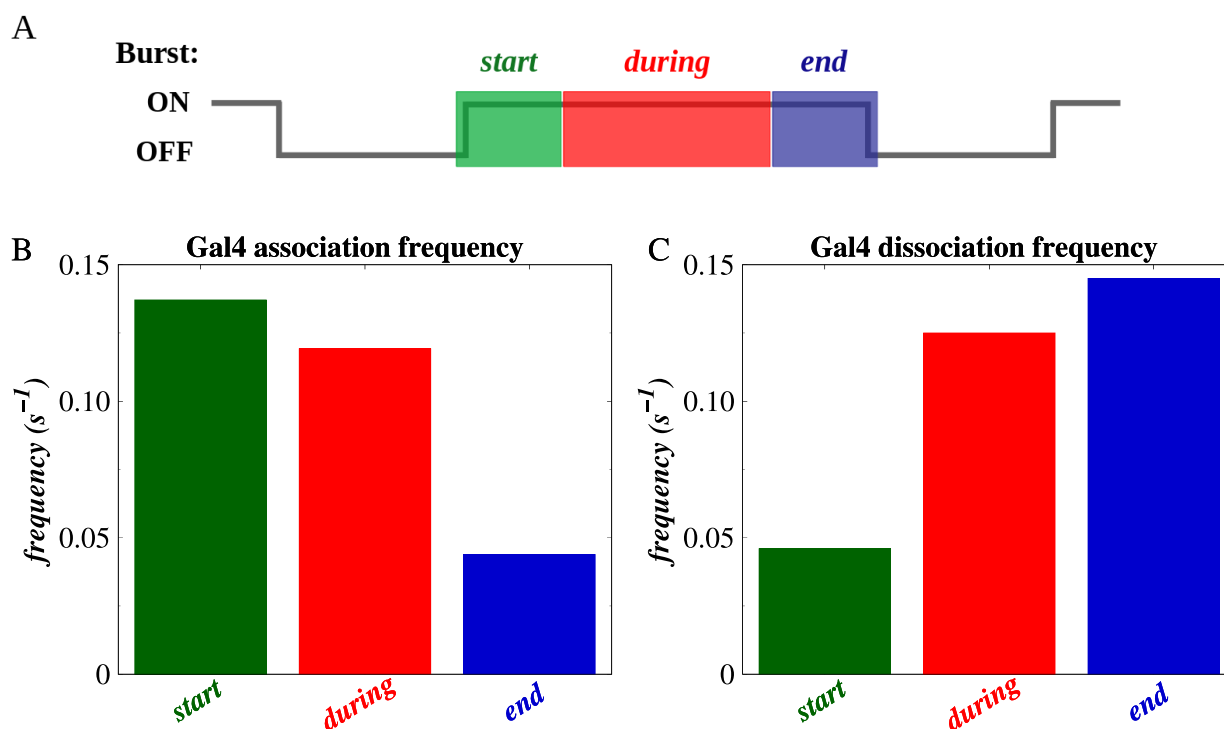 A
Burst:
start during end
ON
OFF
B
Gal4 association frequency
0.15
0.10
0.05
0
frequency (s⁻¹)
start during end
C
Gal4 dissociation frequency
0.15
0.10
0.05
0
frequency (s⁻¹)
start during end